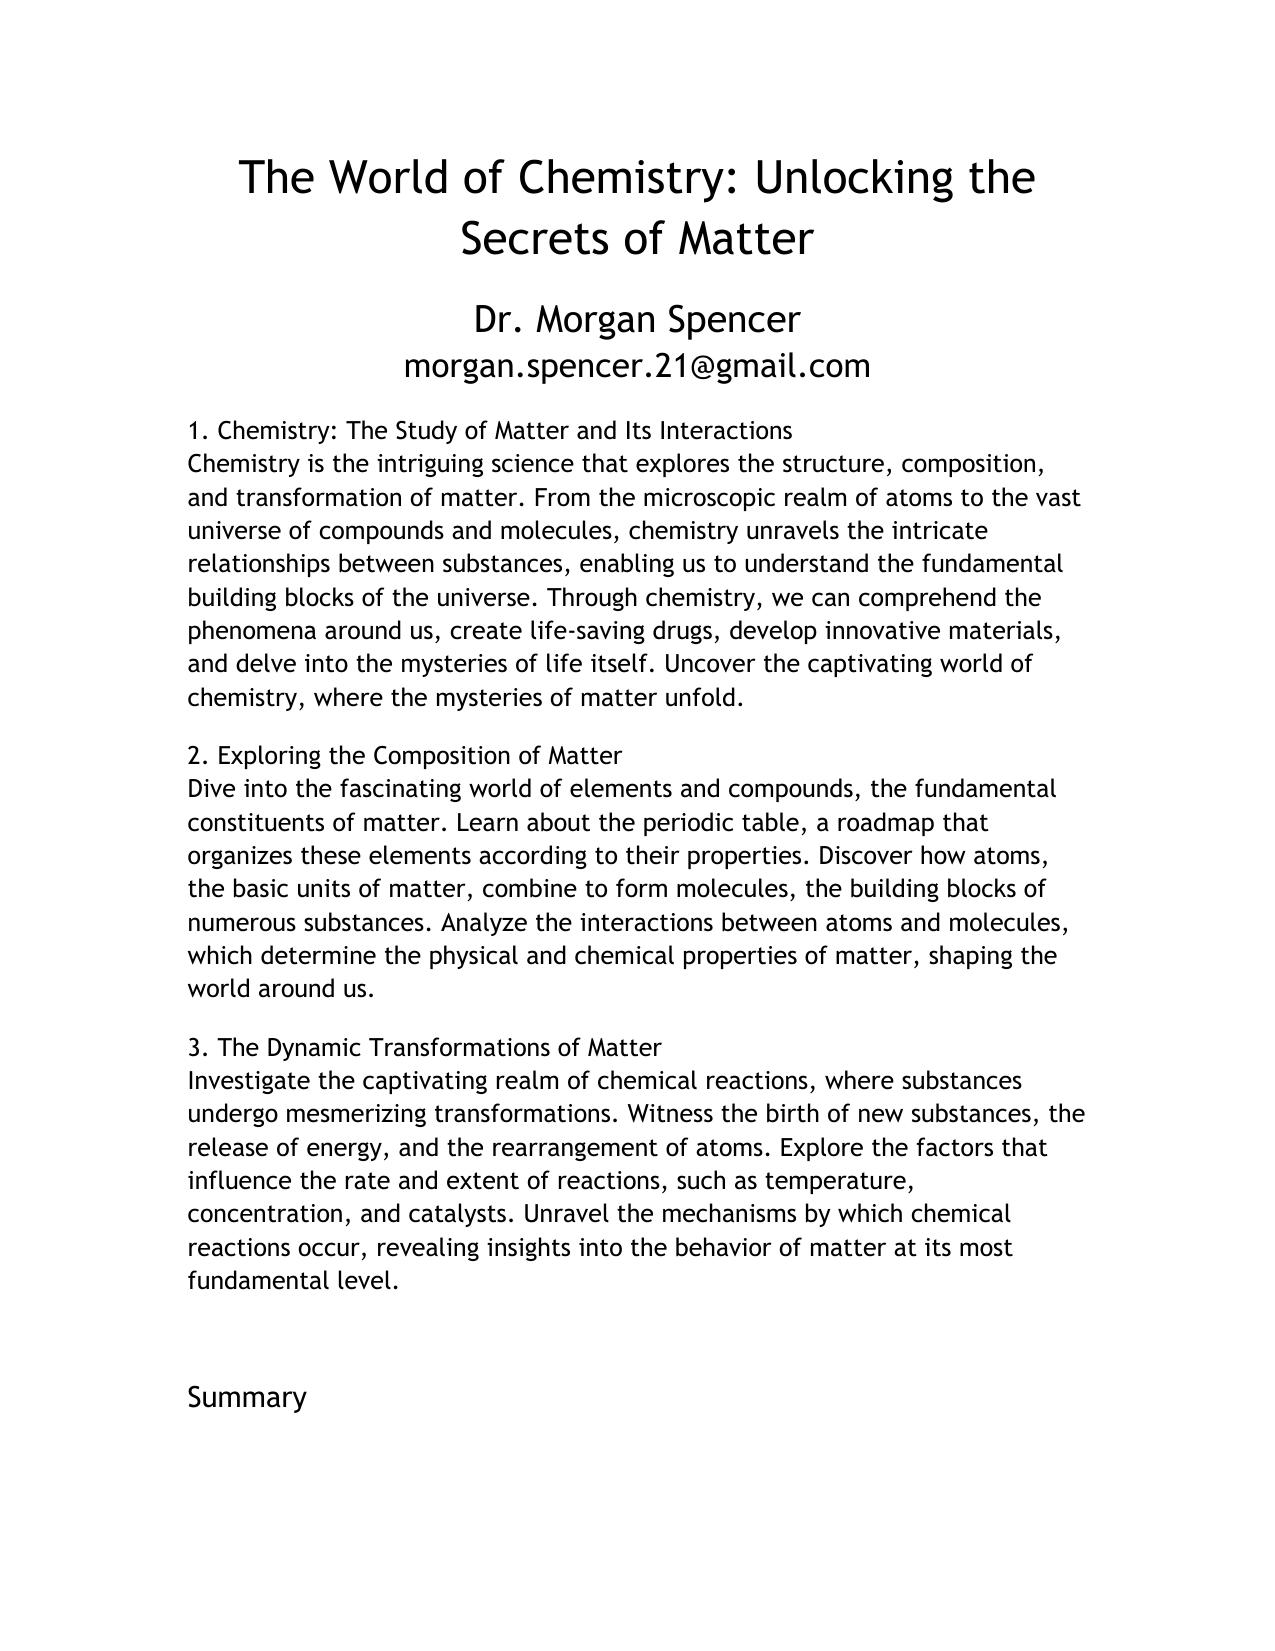 The World of Chemistry: Unlocking the
Secrets of Matter
Dr. Morgan Spencer
morgan.spencer.21@gmail.com
1. Chemistry: The Study of Matter and Its Interactions
Chemistry is the intriguing science that explores the structure, composition,
and transformation of matter. From the microscopic realm of atoms to the vast
universe of compounds and molecules, chemistry unravels the intricate
relationships between substances, enabling us to understand the fundamental
building blocks of the universe. Through chemistry, we can comprehend the
phenomena around us, create life-saving drugs, develop innovative materials,
and delve into the mysteries of life itself. Uncover the captivating world of
chemistry, where the mysteries of matter unfold.
2. Exploring the Composition of Matter
Dive into the fascinating world of elements and compounds, the fundamental
constituents of matter. Learn about the periodic table, a roadmap that
organizes these elements according to their properties. Discover how atoms,
the basic units of matter, combine to form molecules, the building blocks of
numerous substances. Analyze the interactions between atoms and molecules,
which determine the physical and chemical properties of matter, shaping the
world around us.
3. The Dynamic Transformations of Matter
Investigate the captivating realm of chemical reactions, where substances
undergo mesmerizing transformations. Witness the birth of new substances, the
release of energy, and the rearrangement of atoms. Explore the factors that
influence the rate and extent of reactions, such as temperature,
concentration, and catalysts. Unravel the mechanisms by which chemical
reactions occur, revealing insights into the behavior of matter at its most
fundamental level.
Summary